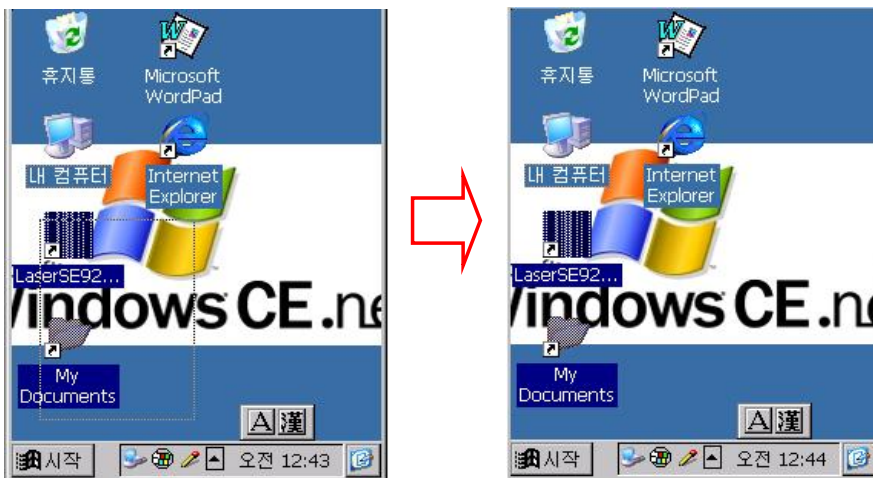 휴지통
Microsoft
WordPad
내 컴퓨터
Internet
Explorer
LaserSE92...
Windows CE .ne
My
Documents
A 漢
시작
오전 12:43
휴지통
Microsoft
WordPad
내 컴퓨터
Internet
Explorer
LaserSE92...
Windows CE .ne
My
Documents
A 漢
시작
오전 12:44